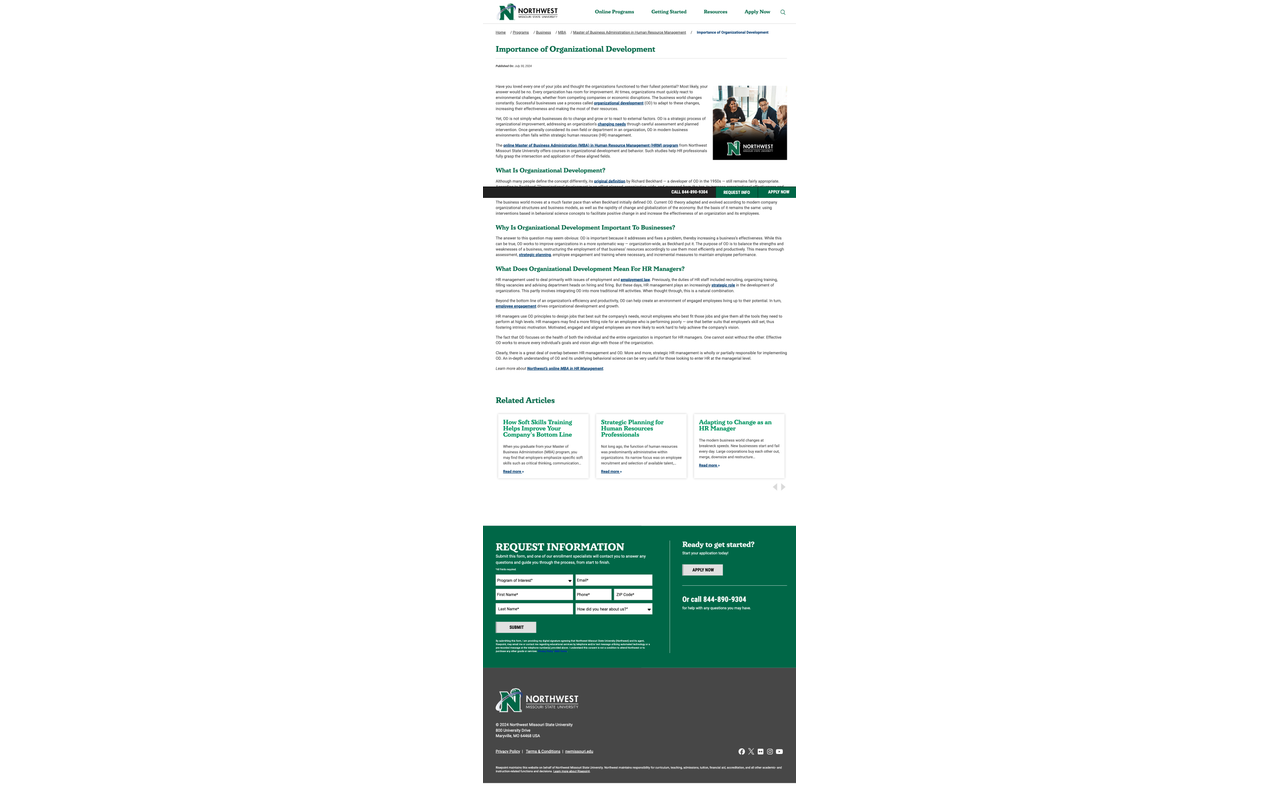 NORTHWEST
MISSOURI STATE UNIVERSITY
Online Programs
Getting Started
Resources
Apply Now
Home / Programs / Business / MBA / Master of Business Administration in Human Resource Management / Importance of Organizational Development
Importance of Organizational Development
Have you loved every one of your jobs and thought the organizations functioned to their fullest potential? Most likely, your
answer would be no. Every organization has room for improvement. At times, organizations must quickly react to
environmental challenges, whether from competing companies or economic disruptions. The business world changes
constantly. Successful businesses use a process called organizational development (OD) to adapt to these changes,
increasing their effectiveness and making the most of their resources.
Yet, OD is not simply what businesses do to change and grow or to react to external factors. OD is a strategic process of
organizational improvement, addressing an organization's changing needs through careful assessment and planned
intervention. Once generally considered its own field or department in an organization, OD in modern business
environments often falls within strategic human resources (HR) management.
The online Master of Business Administration (MBA) in Human Resource Management (HRM) program from Northwest
Missouri State University offers courses in organizational development and behavior. Such studies help HR professionals
fully grasp the intervention and application of these aligned fields.
NORTHWEST
What Is Organizational Development?
Although many people define the concept differently, its original definition by Richard Beckhard — a developer of OD in the 1950s — still remains fairly appropriate.
CALL 844-890-9304
REQUEST INFO
APPLY NOW
The business world moves at a much faster pace than when Beckhard initially defined OD. Current OD theory adapted and evolved according to modern company
organizational structures and business models, as well as the rapidity of change and globalization of the economy. But the basis of it remains the same: using
interventions based in behavioral science concepts to facilitate positive change in and increase the effectiveness of an organization and its employees.
Why Is Organizational Development Important To Businesses?
The answer to this question may seem obvious: OD is important because it addresses and fixes a problem, thereby increasing a business's effectiveness. While this
can be true, OD works to improve organizations in a more systematic way — organization-wide, as Beckhard put it. The purpose of OD is to balance the strengths and
weaknesses of a business, restructuring the employment of that business' resources accordingly to use them most efficiently and productively. This means thorough
assessment, strategic planning, employee engagement and training where necessary, and incremental measures to maintain employee performance.
What Does Organizational Development Mean For HR Managers?
HR management used to deal primarily with issues of employment and employment law. Previously, the duties of HR staff included recruiting, organizing training,
filling vacancies and advising department heads on hiring and firing. But these days, HR management plays an increasingly strategic role in the development of
organizations. This partly involves integrating OD into more traditional HR activities. When thought through, this is a natural combination.
Beyond the bottom line of an organization's efficiency and productivity, OD can help create an environment of engaged employees living up to their potential. In turn,
employee engagement drives organizational development and growth.
HR managers use OD principles to design jobs that best suit the company's needs, recruit employees who best fit those jobs and give them all the tools they need to
perform at high levels. HR managers may find a more fitting role for an employee who is performing poorly — one that better suits that employee's skill set, thus
fostering intrinsic motivation. Motivated, engaged and aligned employees are more likely to work hard to help achieve the company's vision.
The fact that OD focuses on the health of both the individual and the entire organization is important for HR managers. One cannot exist without the other. Effective
OD works to ensure every individual's goals and vision align with those of the organization.
Clearly, there is a great deal of overlap between HR management and OD. More and more, strategic HR management is wholly or partially responsible for implementing
OD. An in-depth understanding of OD and its underlying behavioral science can be very useful for those looking to enter HR at the managerial level.
Learn more about Northwest's online MBA in HR Management
Related Articles
How Soft Skills Training
Helps Improve Your
Company's Bottom Line
When you graduate from your Master of
Business Administration (MBA) program, you
may find that employers emphasize specific soft
skills such as critical thinking, communication...
Read more
Strategic Planning for
Human Resources
Professionals
Not long ago, the function of human resources
was predominantly administrative within
organizations. Its narrow focus was on employee
recruitment and selection of available talent,...
Read more
Adapting to Change as an
HR Manager
The modern business world changes at
breakneck speeds. New businesses start and fail
every day. Large corporations buy each other out,
merge, downsize and restructure...
Read more
REQUEST INFORMATION
Submit this form, and one of our enrollment specialists will contact you to answer any
questions and guide you through the process, from start to finish.
*All fields required.
Program of Interest*
Email*
First Name*
Phone*
ZIP Code*
Last Name*
How did you hear about us?*
SUBMIT
Ready to get started?
Start your application today!
APPLY NOW
Or call 844-890-9304
for help with any questions you may have.
NORTHWEST
MISSOURI STATE UNIVERSITY
© 2024 Northwest Missouri State University
800 University Drive
Maryville, MO 64468 USA
Privacy Policy | Terms & Conditions | nwmissouri.edu